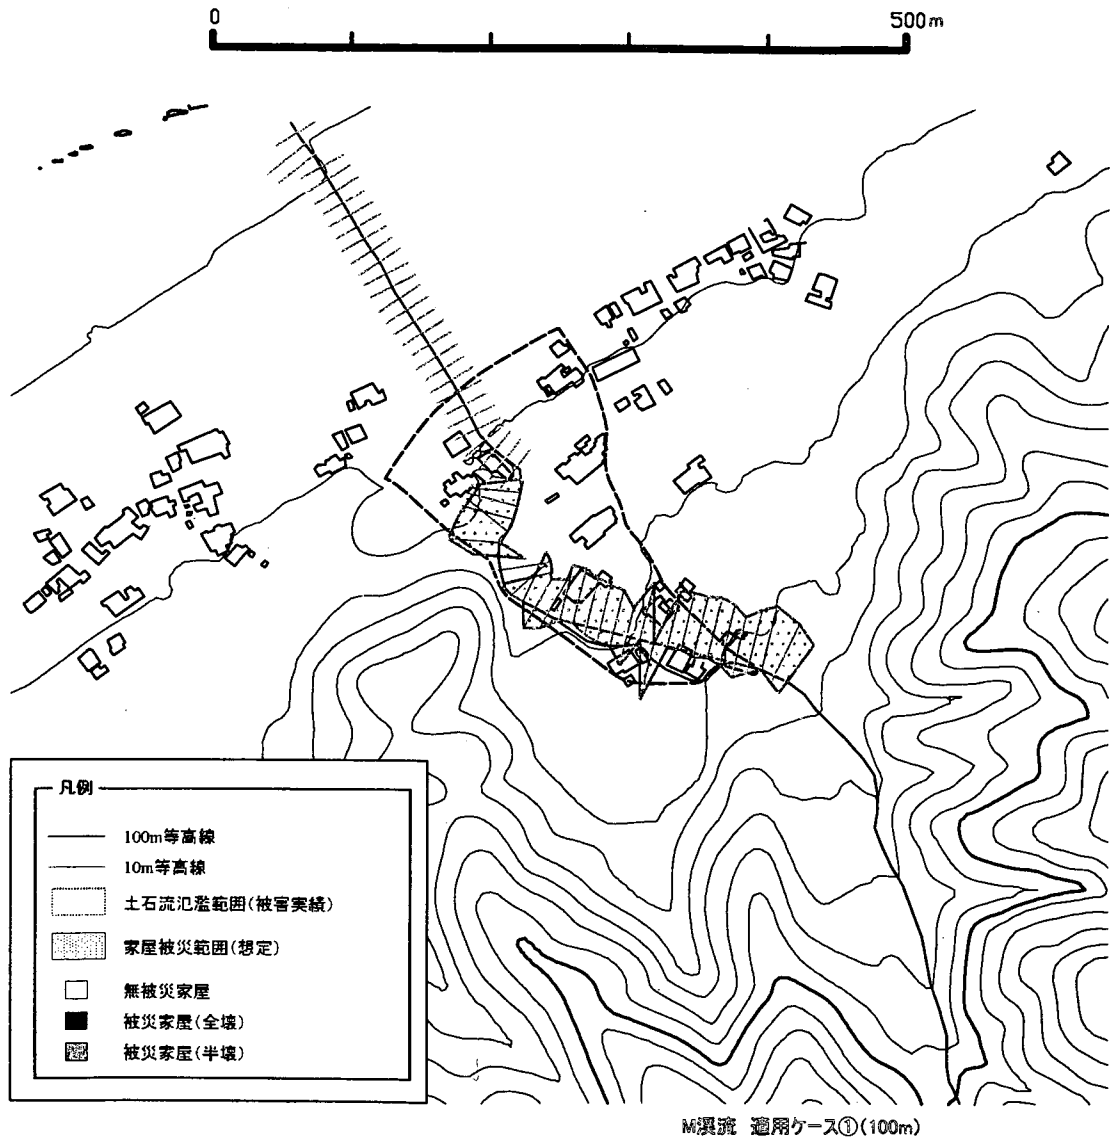 0 500m
凡例
100m等高線
10m等高線
土石流氾濫範囲(被害実績)
家屋被災範囲(想定)
無被災家屋
被災家屋(全壊)
被災家屋(半壊)
M渓流 適用ケース①(100m)